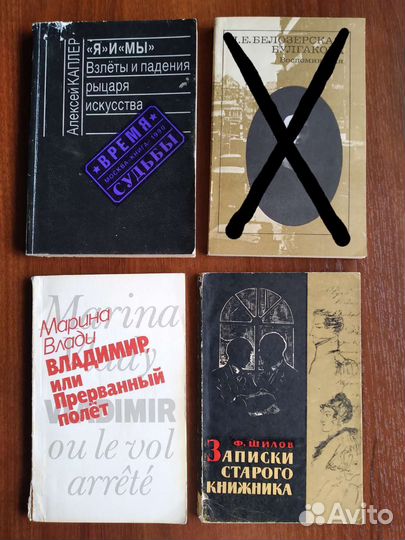 Алексей КАПЛЕР
«Я»И«МЫ»
Взлёты и падения
рыцаря
искусства
ВРЕМЯ
МОСКВА·КНИГА·1990
СУДЬБЫ
Л.Е.БЕЛОЗЕРСКАЯ
БУЛГАКОВА
Воспоминания
Marina
Vlady
VLADIMIR
ou le vol
arrêté
Марина
Влади
ВЛАДИМИР,
или
Прерванный
полёт
Ф. ШИЛОВ
ЗАПИСКИ
СТАРОГО
КНИЖНИКА
Avito